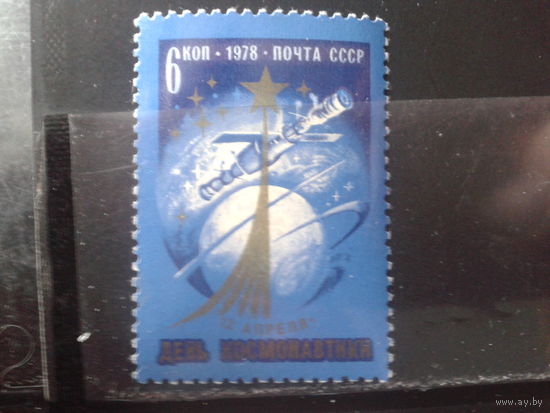 6 КОП • 1978 • ПОЧТА СССР
12 АПРЕЛЯ
ДЕНЬ КОСМОНАВТИКИ
www.ay.by